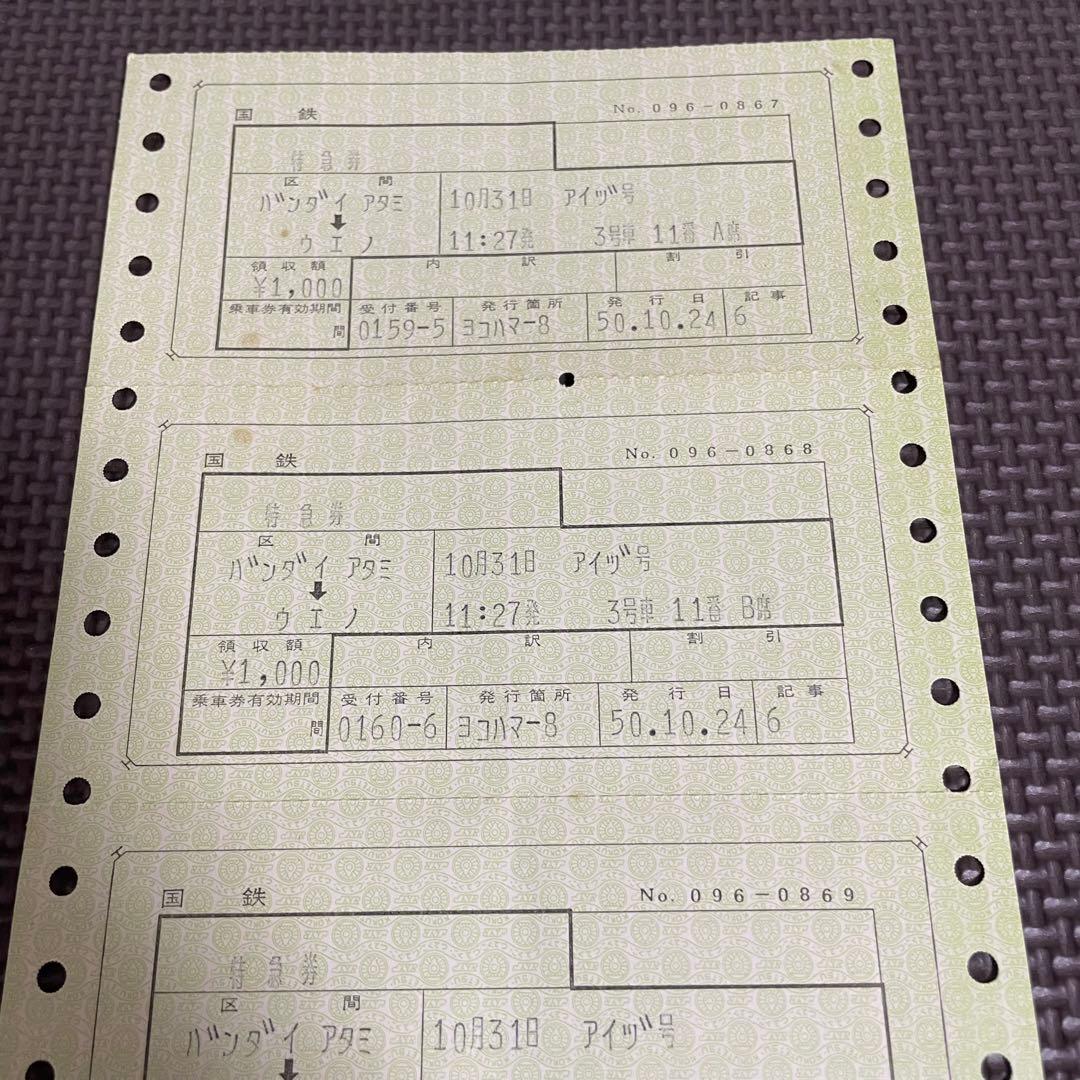 国鉄 No. 096-0867
特急券
区間
バンダイ アタミ 10月31日 アイヅ号
⬇
ウエノ 11:27発 3号車 11番 A席
領収額 内訳 割引
¥1,000
乗車券有効期間 受付番号 発行箇所 発行日 記事
間 0159-5 ヨコハマ-8 50.10.24 6
国鉄 No. 096-0868
特急券
区間
バンダイ アタミ 10月31日 アイヅ号
⬇
ウエノ 11:27発 3号車 11番 B席
領収額 内訳 割引
¥1,000
乗車券有効期間 受付番号 発行箇所 発行日 記事
間 0160-6 ヨコハマ-8 50.10.24 6
国鉄 No. 096-0869
特急券
区間
バンダイ アタミ 10月31日 アイヅ号
⬇